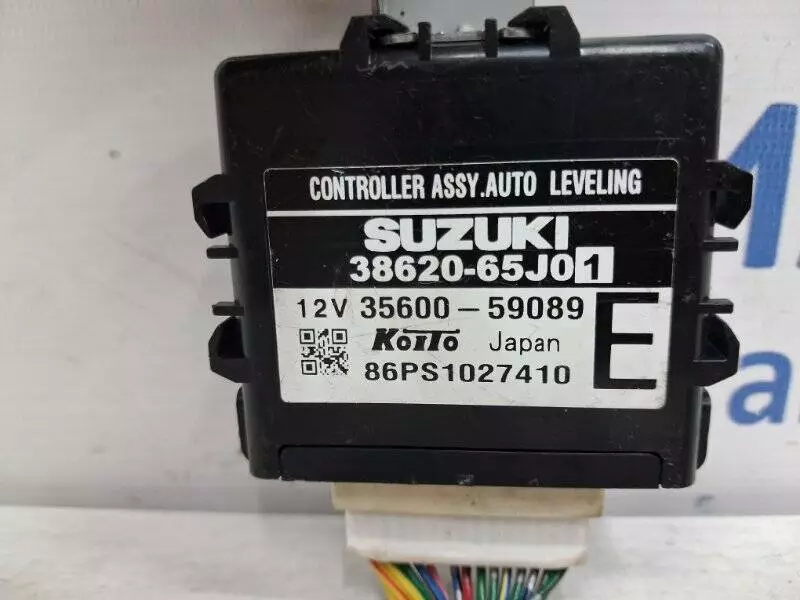 CONTROLLER ASSY.AUTO LEVELING
SUZUKI
38620-65J01
12V 35600-59089 E
KOITO Japan
86PS1027410